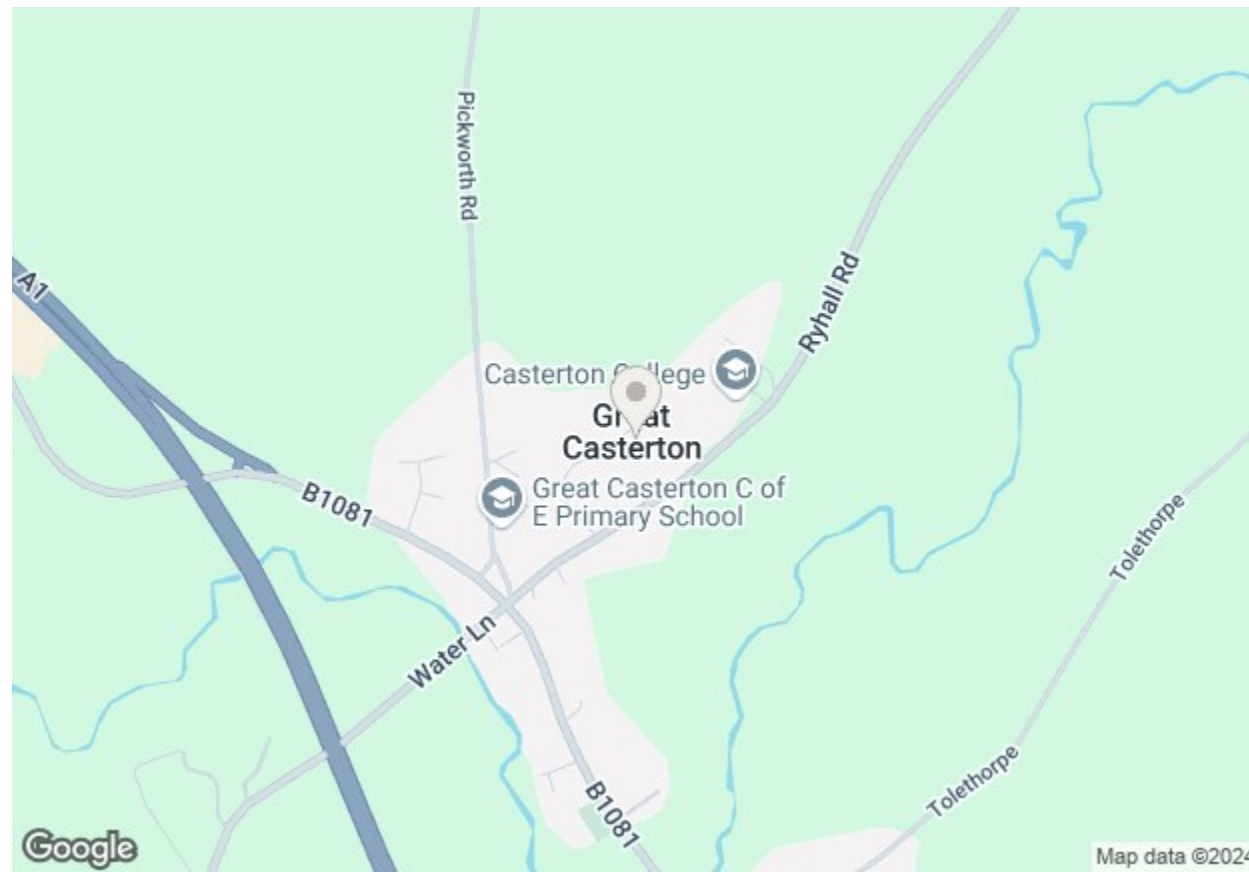 Pickworth Rd
A1
Ryhall Rd
Casterton College
Great
Casterton
Great Casterton C of
E Primary School
B1081
Tolethorpe
Water Ln
Tolethorpe
B1081
Google
Map data ©2024